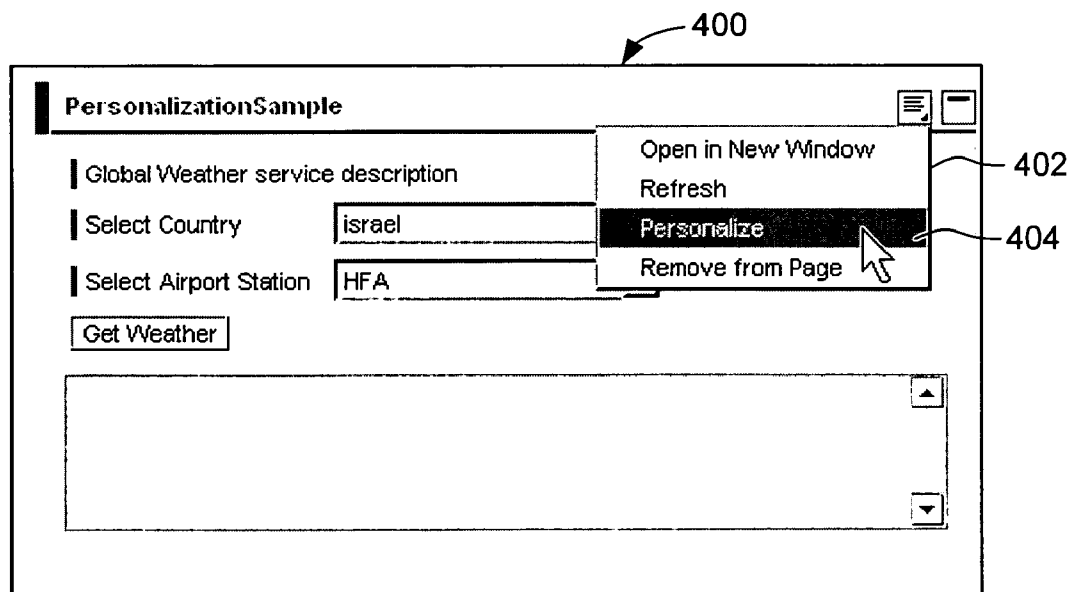 400
PersonalizationSample
Open in New Window
402
Global Weather service description
Refresh
Select Country
israel
Personalize
404
Select Airport Station
HFA
Remove from Page
Get Weather